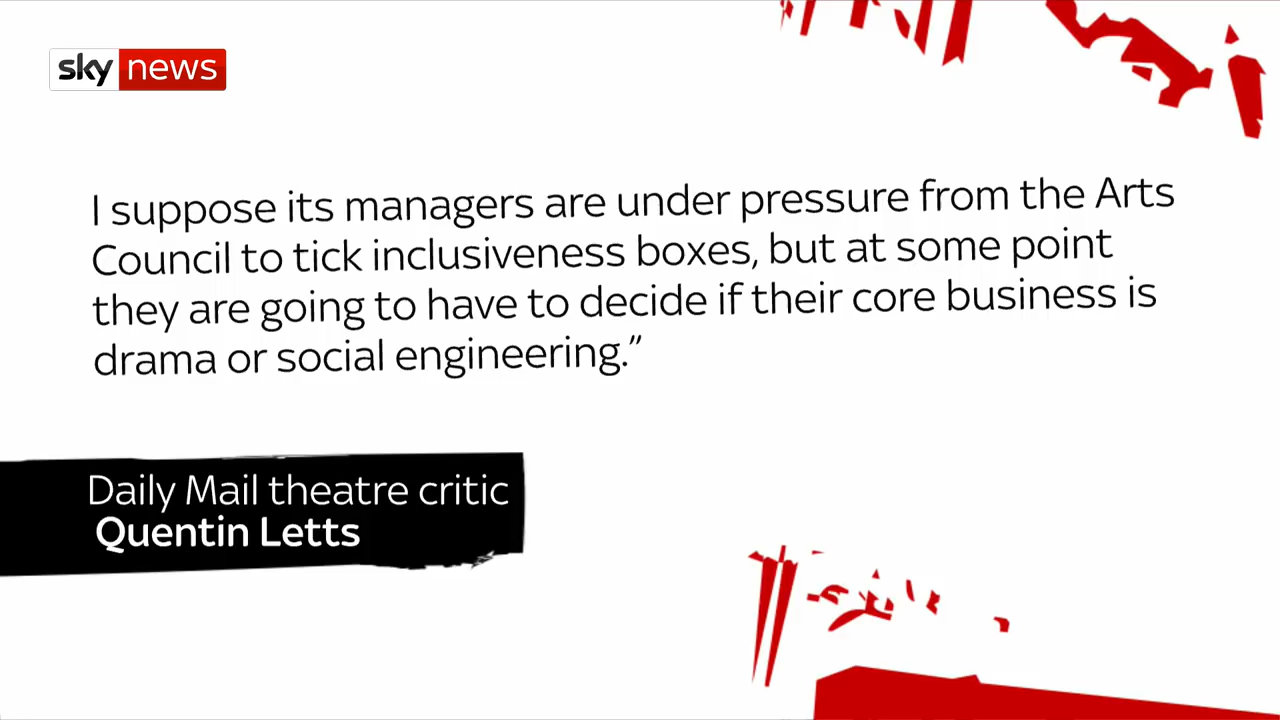 sky news
I suppose its managers are under pressure from the Arts
Council to tick inclusiveness boxes, but at some point
they are going to have to decide if their core business is
drama or social engineering.”
Daily Mail theatre critic
Quentin Letts